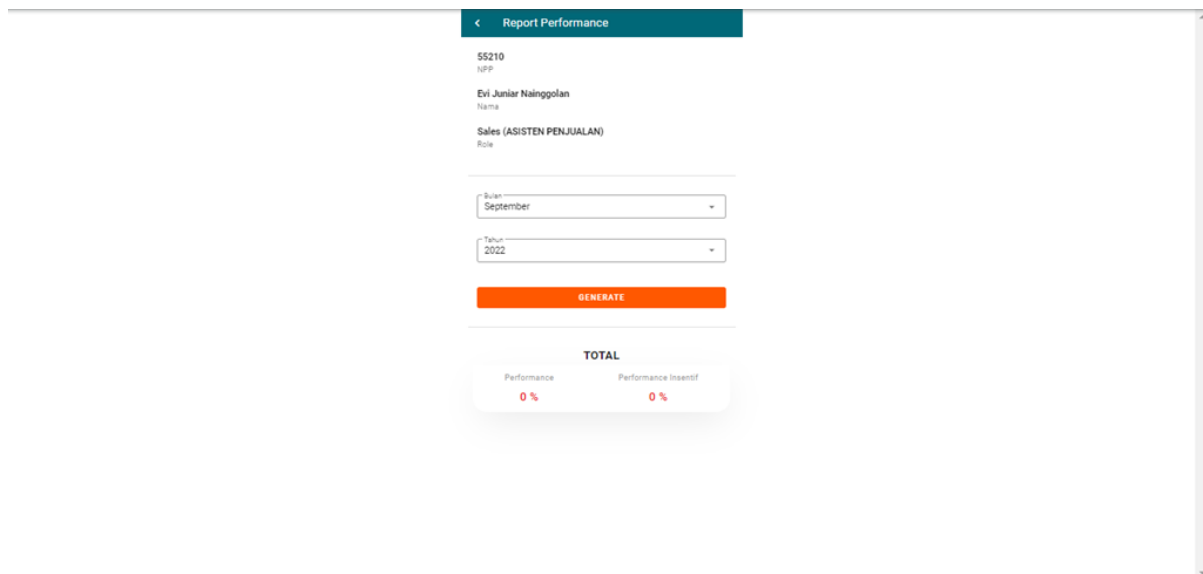 Report Performance
55210
NPP
Evi Juniar Nainggolan
Nama
Sales (ASISTEN PENJUALAN)
Role
Bulan
September
Tahun
2022
GENERATE
TOTAL
Performance Performance Insentif
0 % 0 %